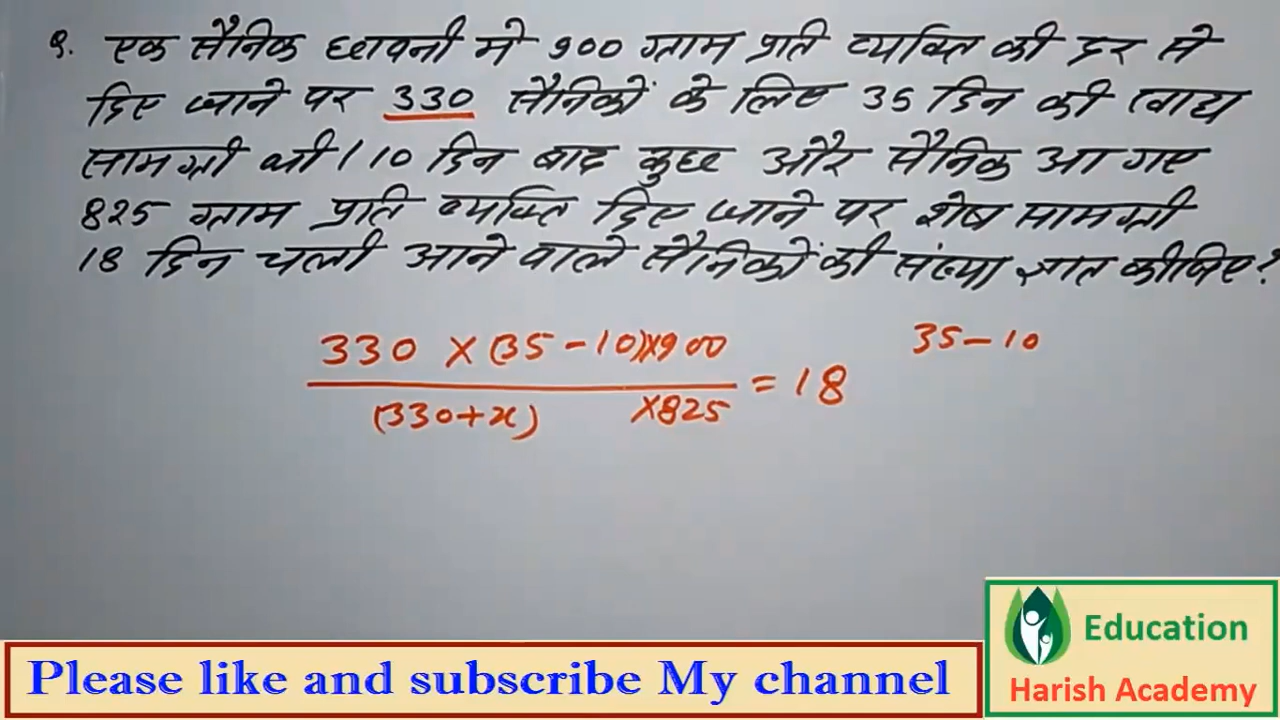 ९. एक सैनिक छावनी मे ९०० ग्राम प्रति व्यक्ति की दर से
दिए जाने पर 330 सैनिकों के लिए 35 दिन की खाद्य
सामग्री थी। 10 दिन बाद कुछ और सैनिक आ गए
825 ग्राम प्रति व्यक्ति दिए जाने पर शेष सामग्री
18 दिन चली आने वाले सैनिकों की संख्या ज्ञात कीजिए?
330 × (35 - 10) × 900
(330 + x) × 825
= 18
35 - 10
Education
Harish Academy
Please like and subscribe My channel